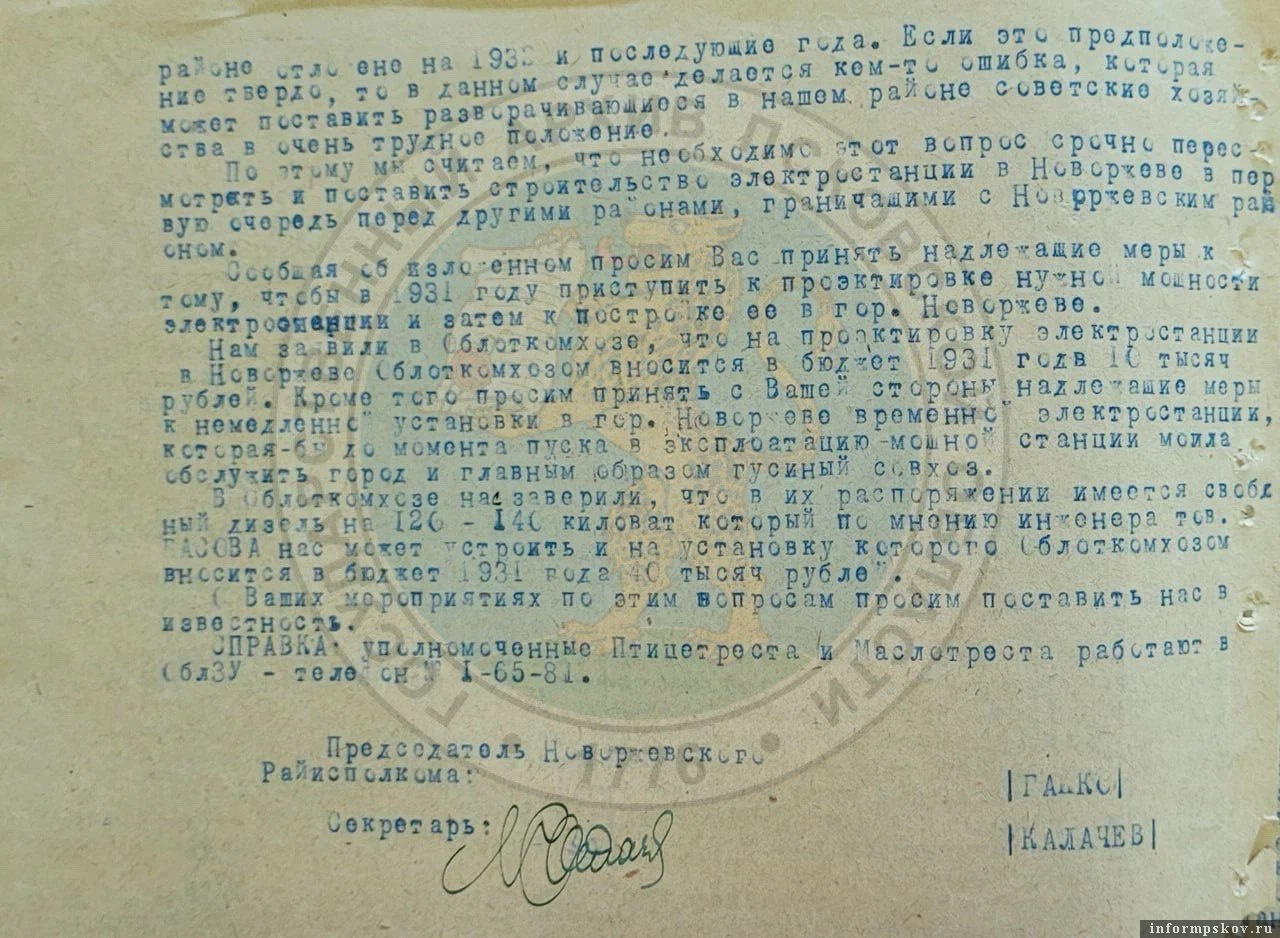 районе отложено на 1933 и последующие года. Если это предположе-
ние твердо, то в данном случае делается кем-то ошибка, которая
может поставить разворачивающиеся в нашем районе советские хозяй
ства в очень трудное положение.
По этому мы считаем, что необходимо этот вопрос срочно перес-
мотреть и поставить строительство электростанции в Новоржеве в пер
вую очередь перед другими районами, граничащими с Новоржевским рай
оном.
Сообщая об изложенном просим Вас принять надлежащие меры к
тому, чтобы в 1931 году приступить к проэктировке нужной мощности
электростанции и затем к постройке ее в гор. Новоржеве.
Нам заявили в Облоткомхозе, что на проэктировку электростанции
в Новоржеве Облоткомхозом вносится в бюджет 1931 года 10 тысяч
рублей. Кроме того просим принять с Вашей стороны надлежащие меры
к немедленной установки в гор. Новоржеве временной электростанции,
которая-бы до момента пуска в эксплоатацию мощной станции могла
обслужить город и главным образом гусиный совхоз.
В Облоткомхозе нас заверили, что в их распоряжении имеется свобд
ный дизель на 120 - 140 киловат который по мнению инженера тов.
БАСОВА нас может устроить и на установку которого Облоткомхозом
вносится в бюджет 1931 года 40 тысяч рублей.
О Ваших мероприятиях по этим вопросам просим поставить нас в
известность.
СПРАВКА: уполномоченные Птицетреста и Маслотреста работают в
ОблЗУ - телефон № 1-65-81.
Председатель Новоржевского
Райисполкома:
Секретарь:
|КАЛАЧЕВ|
1776
informpskov.ru